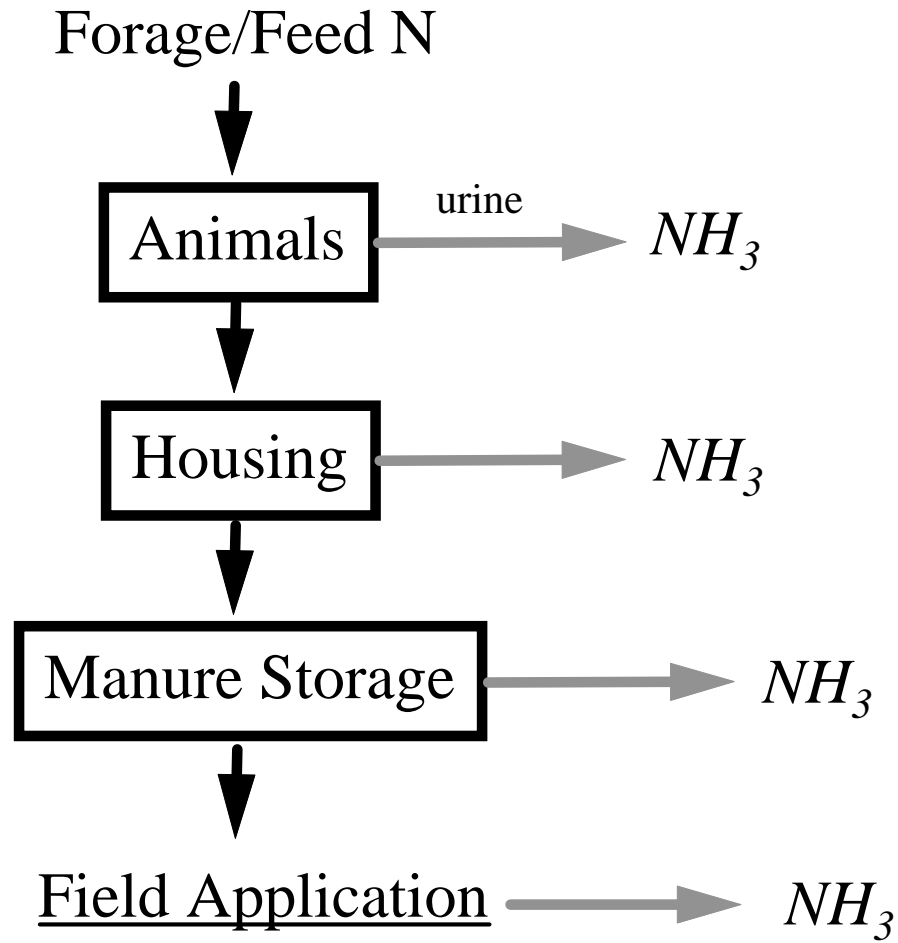 Forage/Feed N
urine
Animals
NH₃
Housing
NH₃
Manure Storage
NH₃
Field Application
NH₃